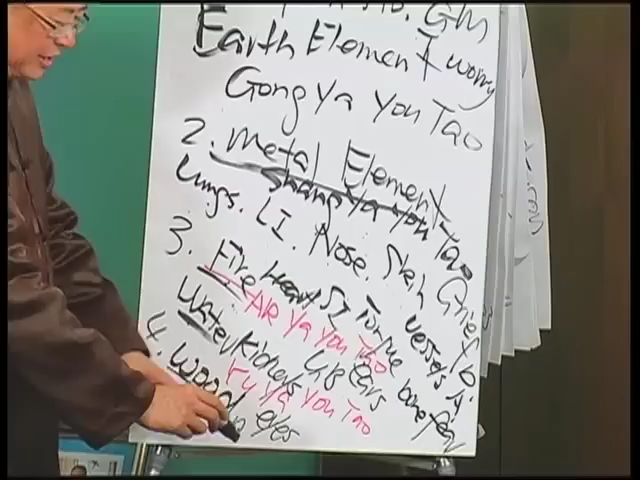 GM
Earth Element worry
Gong Ya You Tao
2. Metal Element
Shang Ya You Tao
Lungs. LI. Nose. Skin Grief
3. Fire Heart SI Tongue vessels
Ya You Tao
Water Kidneys UB Ears bone fear
Yu Ya You Tao
4. Wood eyes